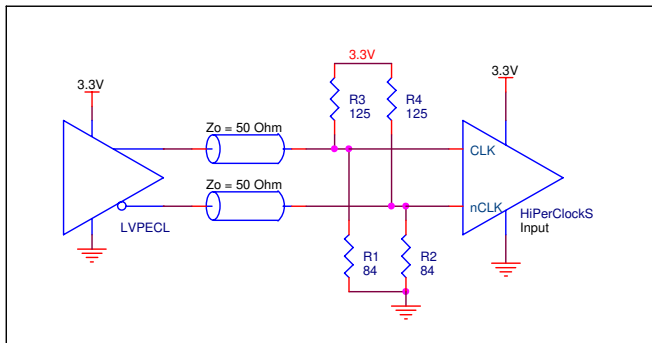 3.3V
3.3V
3.3V
R3
125
R4
125
Zo = 50 Ohm
CLK
Zo = 50 Ohm
nCLK
LVPECL
HiPerClockS
Input
R1
84
R2
84